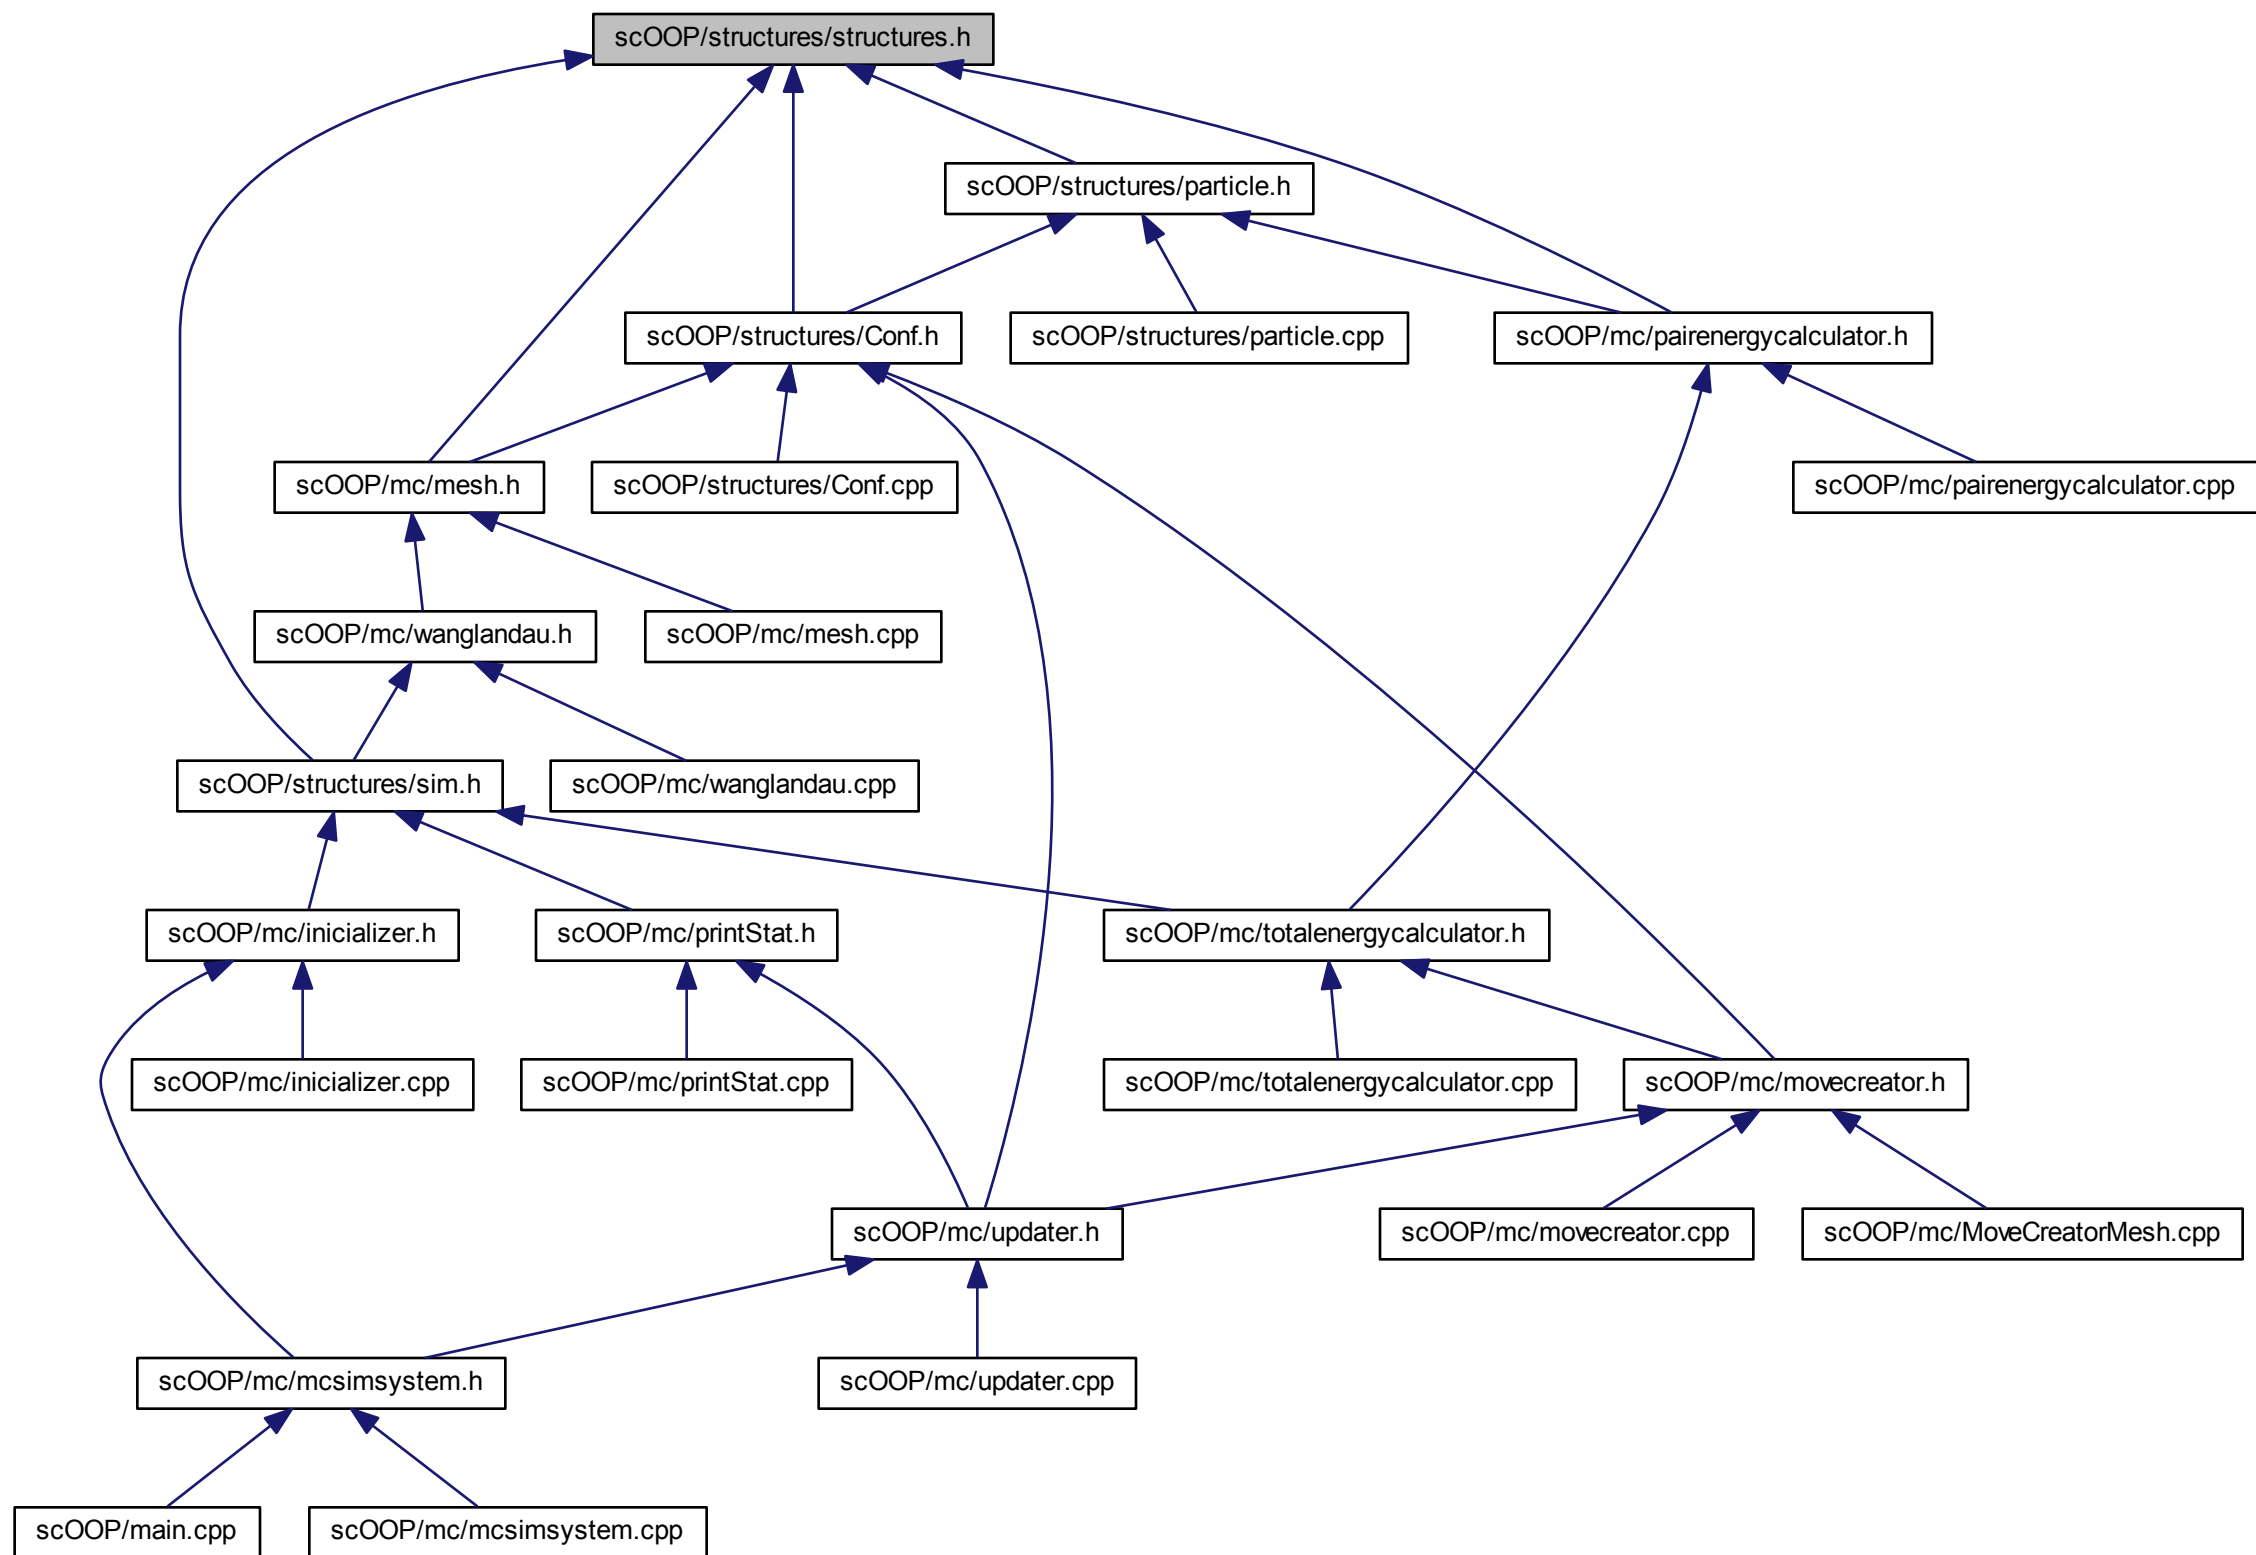 scOOP/structures/structures.h
scOOP/structures/particle.h
scOOP/structures/Conf.h
scOOP/structures/particle.cpp
scOOP/mc/pairenergycalculator.h
scOOP/mc/mesh.h
scOOP/structures/Conf.cpp
scOOP/mc/pairenergycalculator.cpp
scOOP/mc/wanglandau.h
scOOP/mc/mesh.cpp
scOOP/structures/sim.h
scOOP/mc/wanglandau.cpp
scOOP/mc/inicializer.h
scOOP/mc/printStat.h
scOOP/mc/totalenergycalculator.h
scOOP/mc/inicializer.cpp
scOOP/mc/printStat.cpp
scOOP/mc/totalenergycalculator.cpp
scOOP/mc/movecreator.h
scOOP/mc/updater.h
scOOP/mc/movecreator.cpp
scOOP/mc/MoveCreatorMesh.cpp
scOOP/mc/mcsimsystem.h
scOOP/mc/updater.cpp
scOOP/main.cpp
scOOP/mc/mcsimsystem.cpp